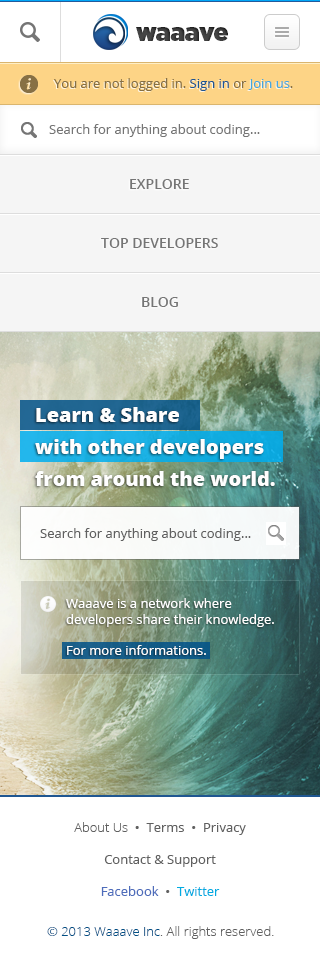 waaave
You are not logged in. Sign in or Join us.
Search for anything about coding...
EXPLORE
TOP DEVELOPERS
BLOG
Learn & Share
with other developers
from around the world.
Search for anything about coding...
Waaave is a network where
developers share their knowledge.
For more informations.
About Us • Terms • Privacy
Contact & Support
Facebook • Twitter
© 2013 Waaave Inc. All rights reserved.